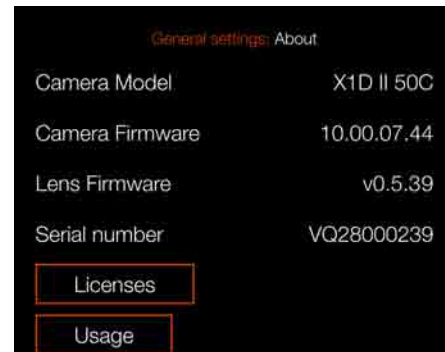 General settings: About
Camera Model X1D II 50C
Camera Firmware 10.00.07.44
Lens Firmware v0.5.39
Serial number VQ28000239
Licenses
Usage